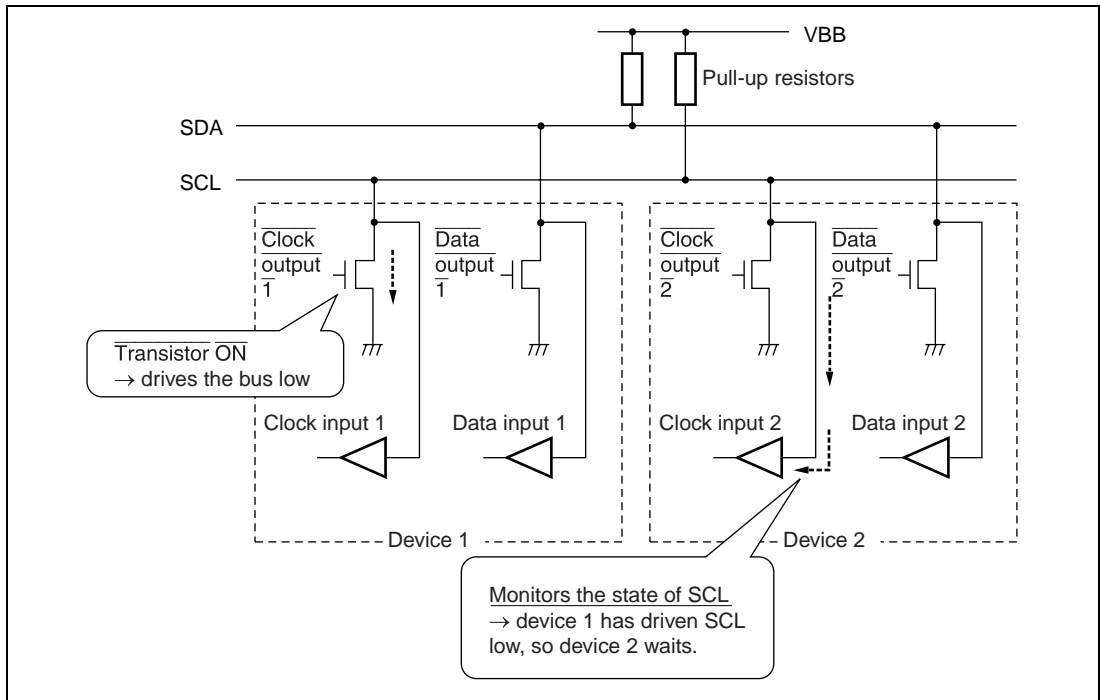 VBB
Pull-up resistors
SDA
SCL
Clock
output
1
Data
output
1
Clock
output
2
Data
output
2
Transistor ON
→ drives the bus low
Clock input 1
Data input 1
Clock input 2
Data input 2
Device 1
Device 2
Monitors the state of SCL
→ device 1 has driven SCL
low, so device 2 waits.